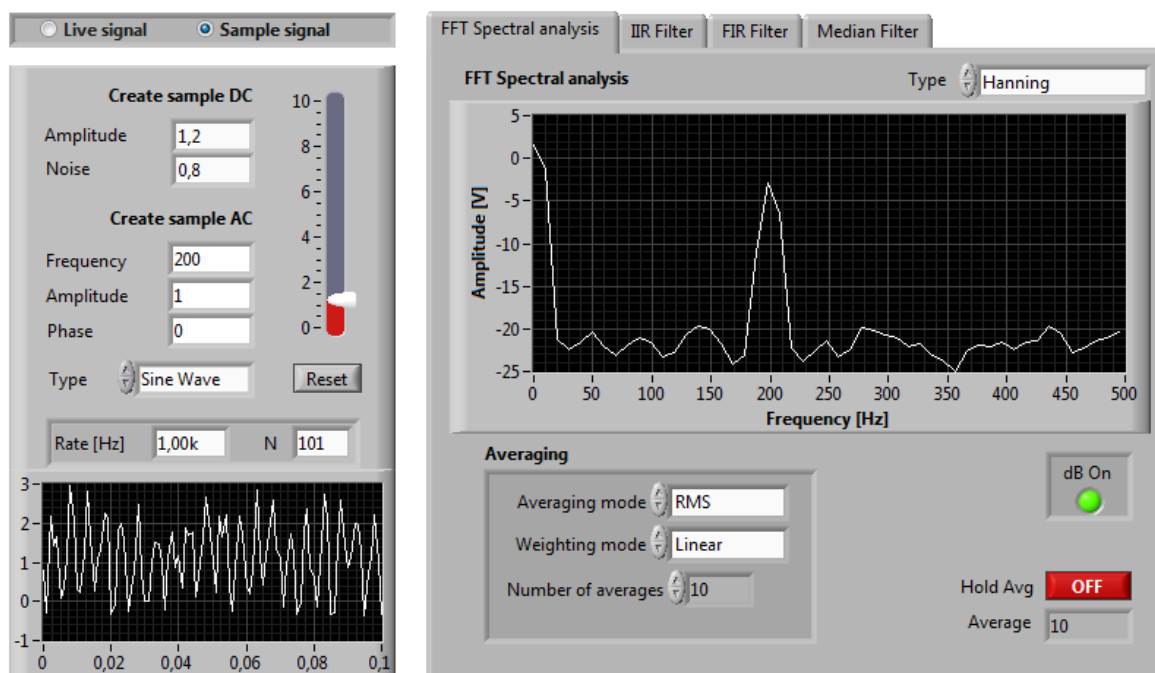 Live signal Sample signal
Create sample DC
Amplitude 1,2
Noise 0,8
Create sample AC
Frequency 200
Amplitude 1
Phase 0
Type Sine Wave
10
8
6
4
2
0
Reset
Rate [Hz] 1,00k N 101
3
2
1
0
-1
0 0,02 0,04 0,06 0,08 0,1
FFT Spectral analysis IIR Filter FIR Filter Median Filter
FFT Spectral analysis
Type Hanning
Amplitude [V]
5
0
-5
-10
-15
-20
-25
0 50 100 150 200 250 300 350 400 450 500
Frequency [Hz]
Averaging
Averaging mode RMS
Weighting mode Linear
Number of averages 10
dB On
Hold Avg OFF
Average 10